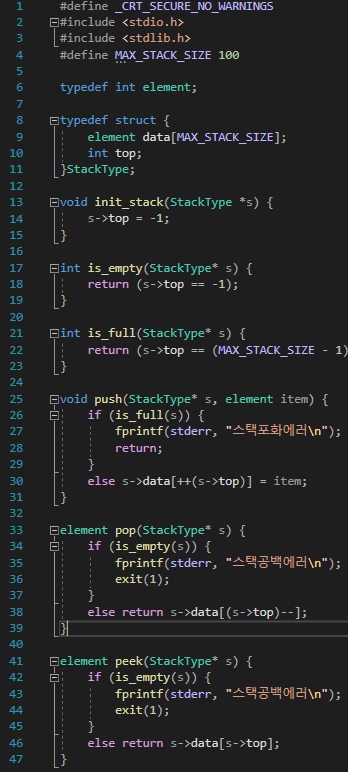 1 #define _CRT_SECURE_NO_WARNINGS
2 #include <stdio.h>
3 #include <stdlib.h>
4 #define MAX_STACK_SIZE 100
5
6 typedef int element;
7
8 typedef struct {
9 element data[MAX_STACK_SIZE];
10 int top;
11 }StackType;
12
13 void init_stack(StackType *s) {
14 s->top = -1;
15 }
16
17 int is_empty(StackType* s) {
18 return (s->top == -1);
19 }
20
21 int is_full(StackType* s) {
22 return (s->top == (MAX_STACK_SIZE - 1)
23 }
24
25 void push(StackType* s, element item) {
26 if (is_full(s)) {
27 fprintf(stderr, "스택포화에러\n");
28 return;
29 }
30 else s->data[++(s->top)] = item;
31 }
32
33 element pop(StackType* s) {
34 if (is_empty(s)) {
35 fprintf(stderr, "스택공백에러\n");
36 exit(1);
37 }
38 else return s->data[(s->top)--];
39 }
40
41 element peek(StackType* s) {
42 if (is_empty(s)) {
43 fprintf(stderr, "스택공백에러\n");
44 exit(1);
45 }
46 else return s->data[s->top];
47 }